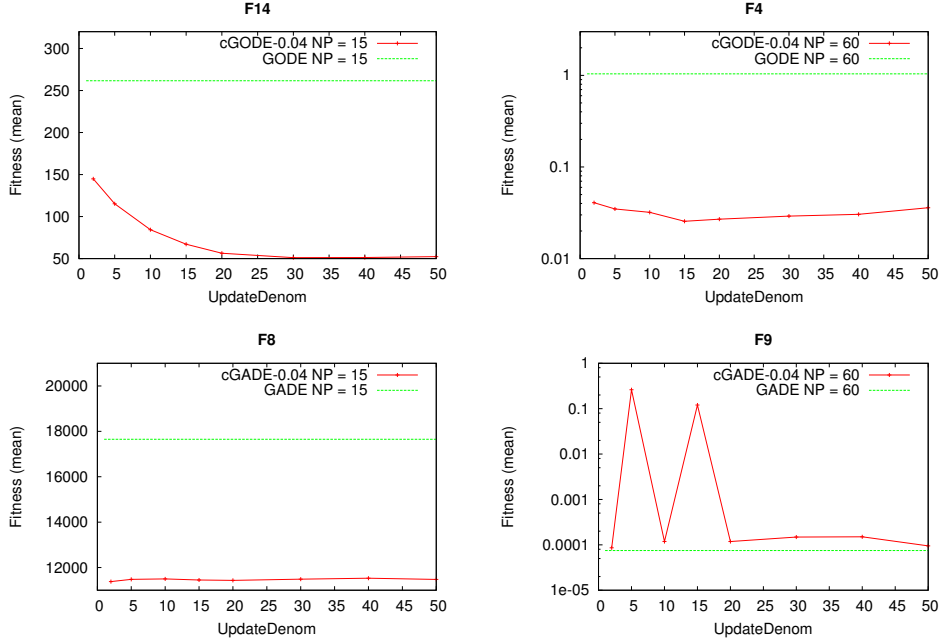 F14
cGODE-0.04 NP = 15
GODE NP = 15
300
250
200
150
100
50
Fitness (mean)
0 5 10 15 20 25 30 35 40 45 50
UpdateDenom
F4
cGODE-0.04 NP = 60
GODE NP = 60
1
0.1
0.01
Fitness (mean)
0 5 10 15 20 25 30 35 40 45 50
UpdateDenom
F8
cGADE-0.04 NP = 15
GADE NP = 15
20000
18000
16000
14000
12000
Fitness (mean)
0 5 10 15 20 25 30 35 40 45 50
UpdateDenom
F9
cGADE-0.04 NP = 60
GADE NP = 60
1
0.1
0.01
0.001
0.0001
1e-05
Fitness (mean)
0 5 10 15 20 25 30 35 40 45 50
UpdateDenom